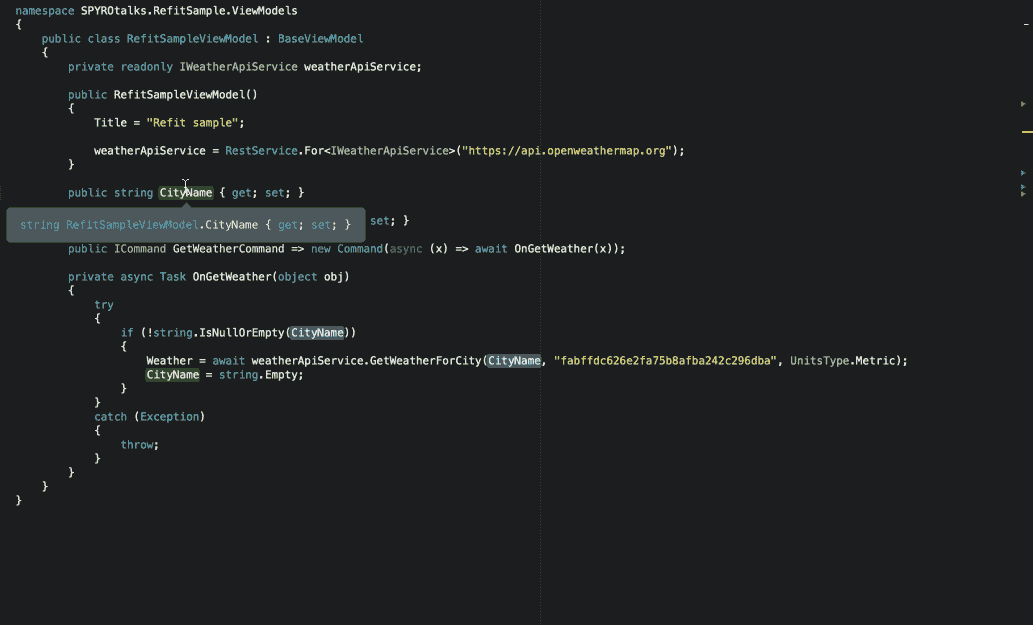 namespace SPYROtalks.RefitSample.ViewModels
{
public class RefitSampleViewModel : BaseViewModel
{
private readonly IWeatherApiService weatherApiService;
public RefitSampleViewModel()
{
Title = "Refit sample";
weatherApiService = RestService.For<IWeatherApiService>("https://api.openweathermap.org");
}
public string CityName { get; set; }
set; }
string RefitSampleViewModel.CityName { get; set; }
public ICommand GetWeatherCommand => new Command(async (x) => await OnGetWeather(x));
private async Task OnGetWeather(object obj)
{
try
{
if (!string.IsNullOrEmpty(CityName))
{
Weather = await weatherApiService.GetWeatherForCity(CityName, "fabffdc626e2fa75b8afba242c296dba", UnitsType.Metric);
CityName = string.Empty;
}
}
catch (Exception)
{
throw;
}
}
}
}